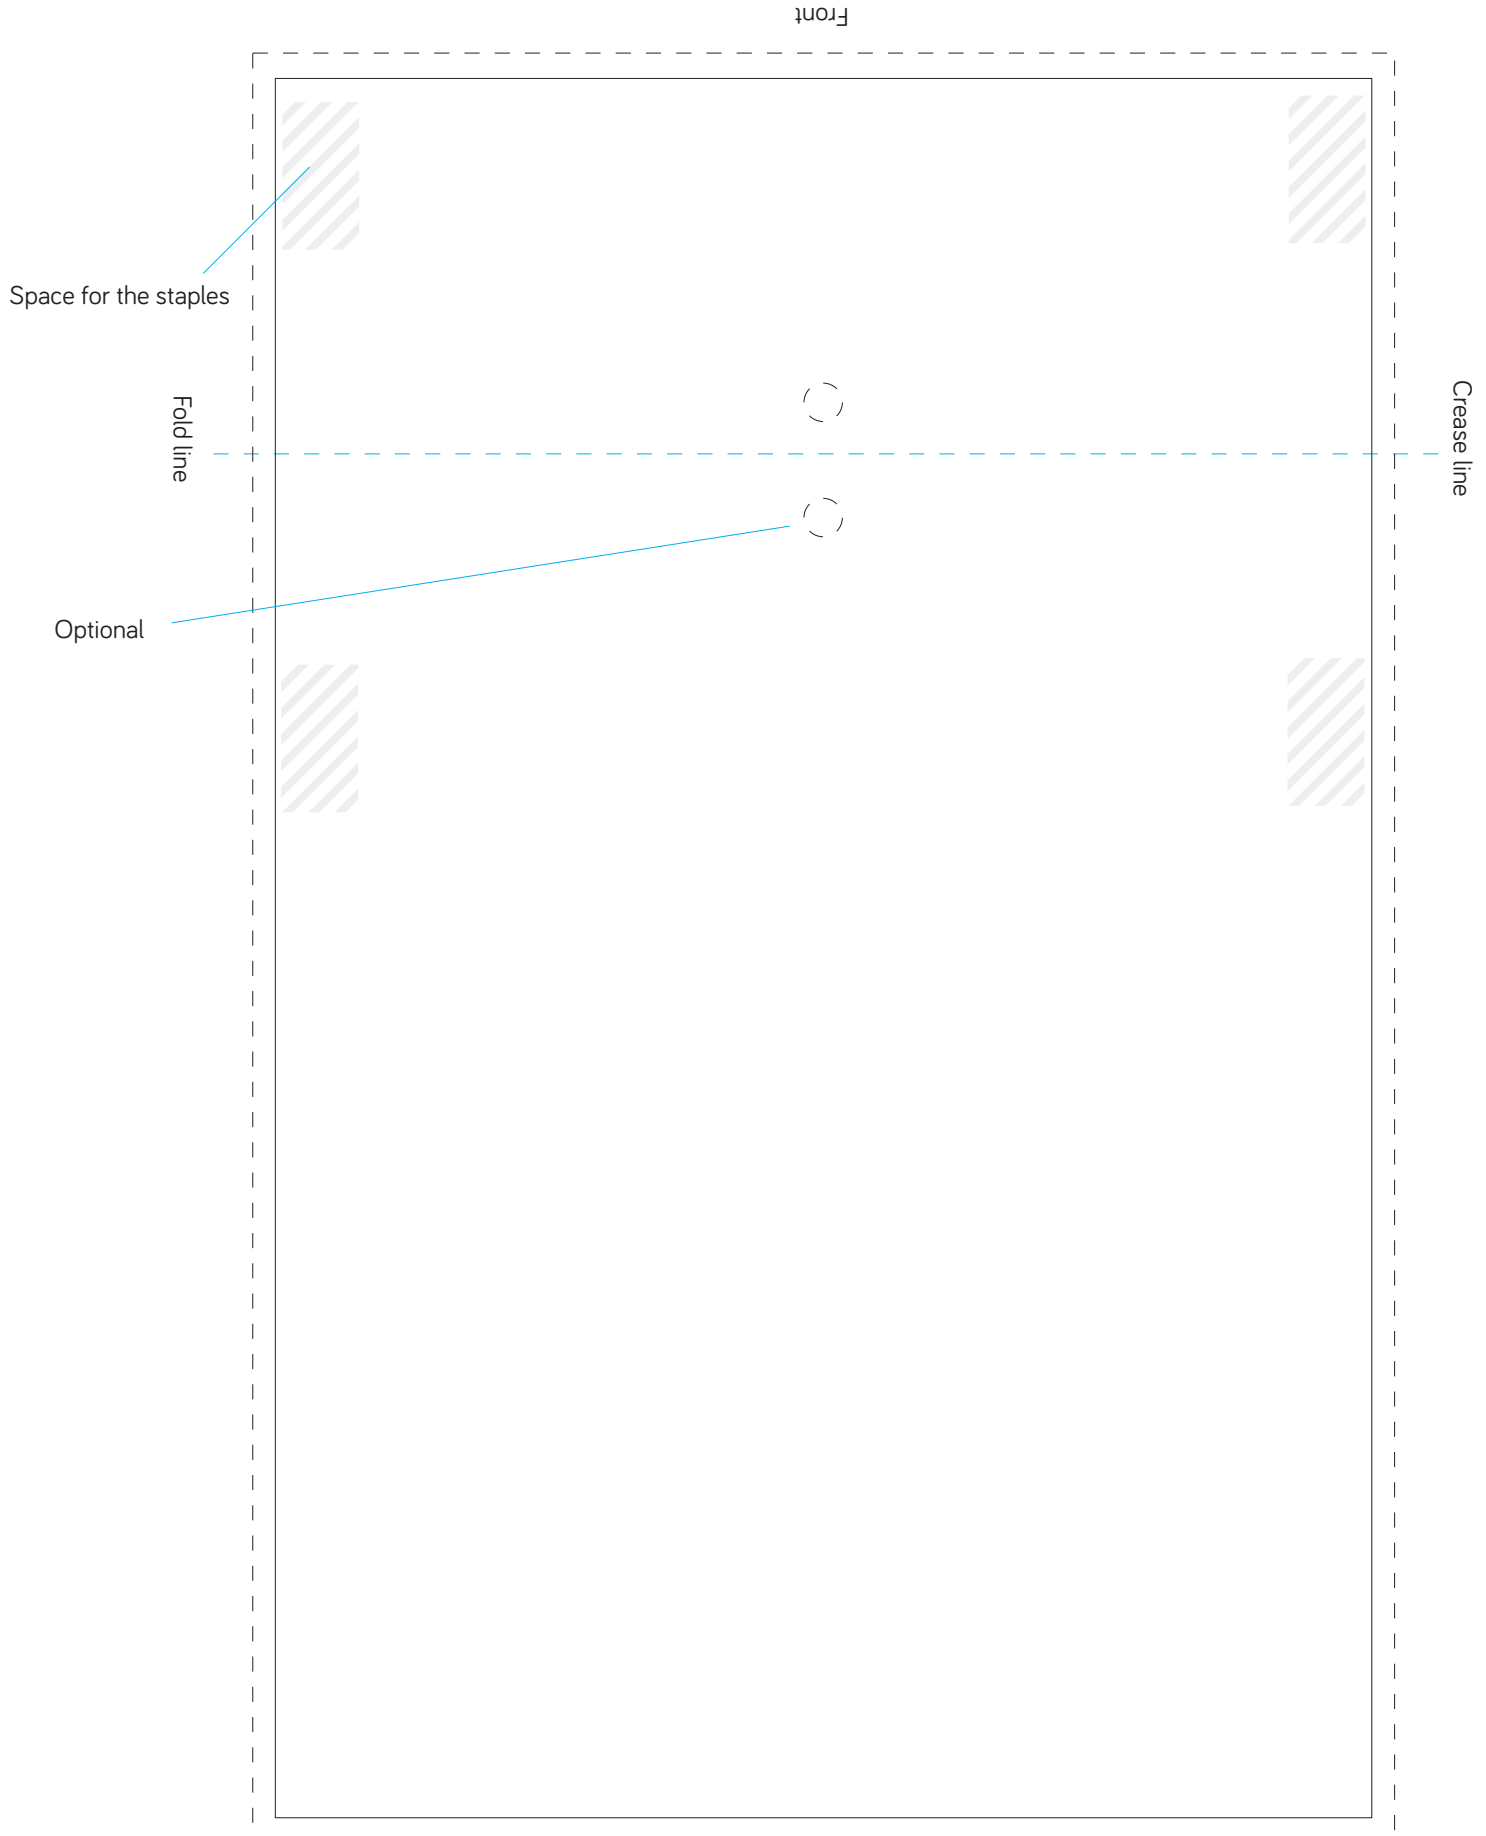 Front
Space for the staples
Fold line
Crease line
Optional